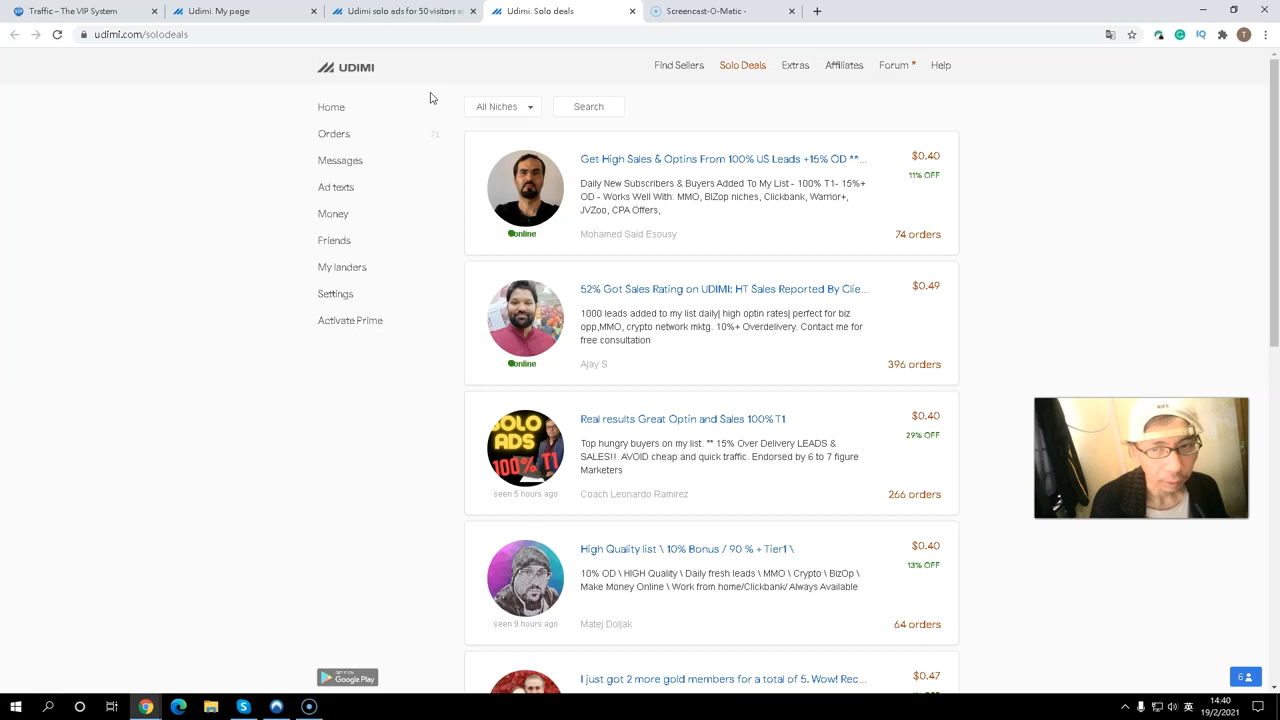 Traffic – The VIP System
Udimi. My page
Udimi solo ads for 50 visitors
Udimi. Solo deals
Screencast-O-Matic -
udimi.com/solodeals
T
UDIMI
Find Sellers
Solo Deals
Extras
Affiliates
Forum *
Help
Home
Orders 71
Messages
Ad texts
Money
Friends
My landers
Settings
Activate Prime
All Niches
Search
Get High Sales & Optins From 100% US Leads +15% OD **...
$0.40
11% OFF
Daily New Subscribers & Buyers Added To My List - 100% T1- 15%+
OD - Works Well With: MMO, BIZop niches, Clickbank, Warrior+,
JVZoo, CPA Offers,
online
Mohamed Said Esousy
74 orders
52% Got Sales Rating on UDIMI: HT Sales Reported By Clie...
$0.49
1000 leads added to my list daily| high optin rates| perfect for biz
opp,MMO, crypto network mktg. 10%+ Overdelivery. Contact me for
free consultation
online
Ajay S
396 orders
SOLO
ADS
100% T1
Real results Great Optin and Sales 100% T1
$0.40
29% OFF
Top hungry buyers on my list. ** 15% Over Delivery LEADS &
SALES!!. AVOID cheap and quick traffic. Endorsed by 6 to 7 figure
Marketers
seen 5 hours ago
Coach Leonardo Ramirez
266 orders
High Quality list \ 10% Bonus / 90 % + Tier1 \
$0.40
13% OFF
10% OD \ HIGH Quality \ Daily fresh leads \ MMO \ Crypto \ BizOp \
Make Money Online \ Work from home/Clickbank/ Always Available
seen 9 hours ago
Matej Doljak
64 orders
I just got 2 more gold members for a total of 5. Wow! Rec...
$0.47
GET IT ON
Google Play
6
英
14:40
19/2/2021